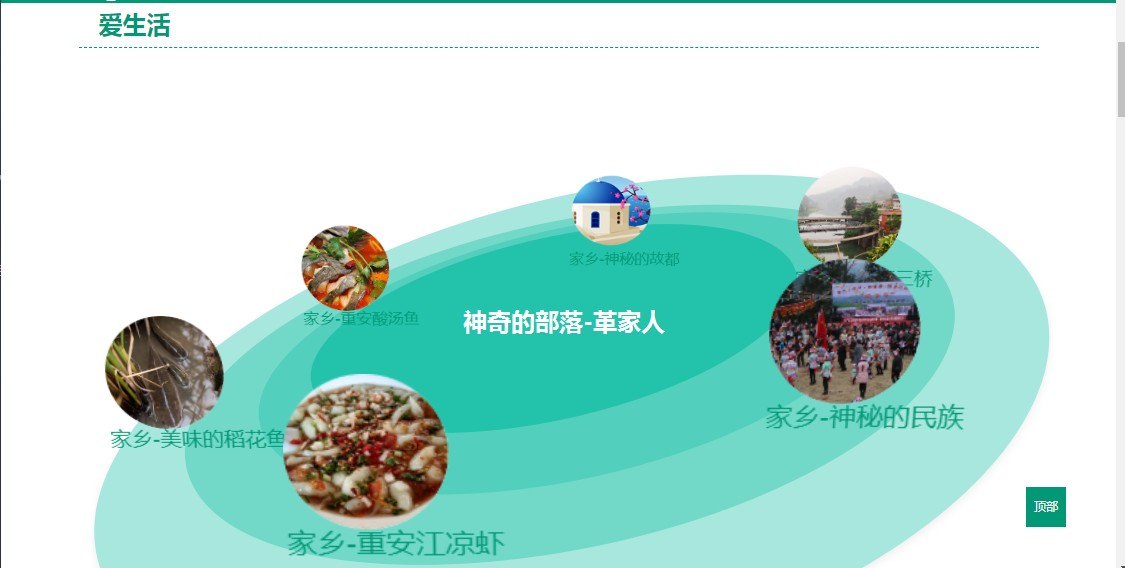 爱生活
家乡-神秘的故都
三桥
家乡-重安酸汤鱼
神奇的部落-革家人
家乡-神秘的民族
家乡-美味的稻花鱼
顶部
家乡-重安江凉虾